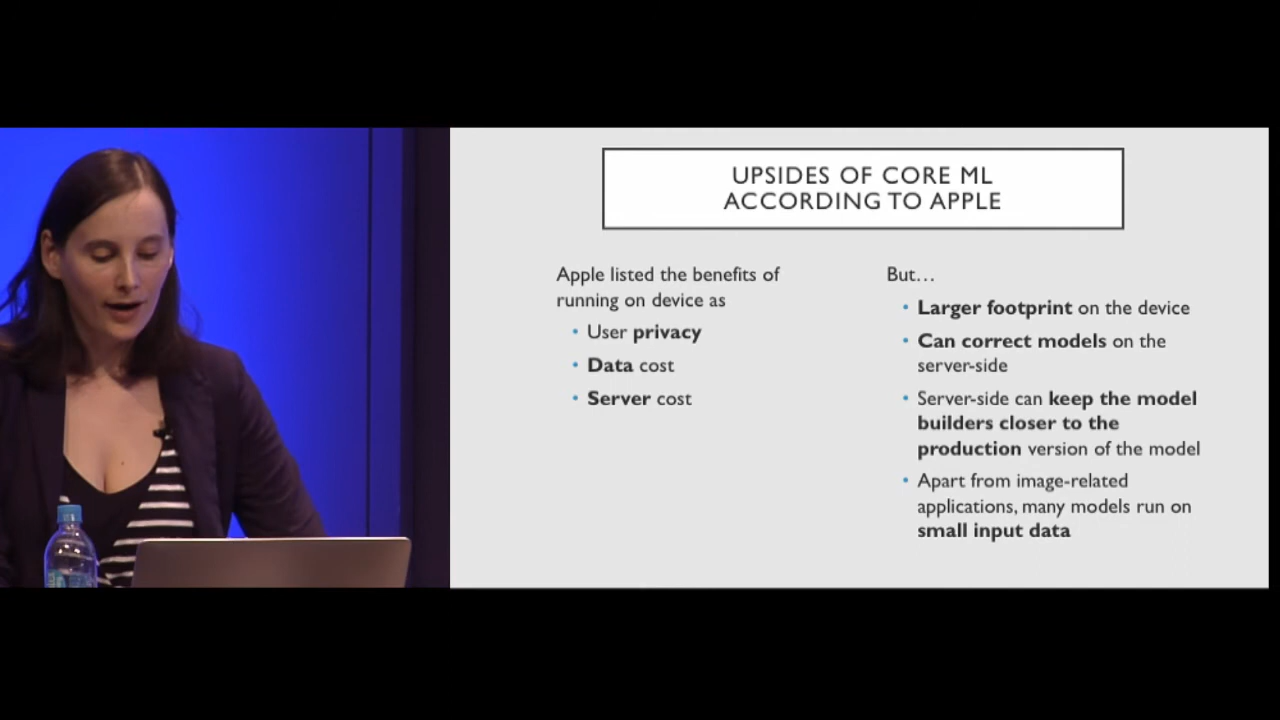 UPSIDES OF CORE ML
ACCORDING TO APPLE
Apple listed the benefits of
running on device as
• User privacy
• Data cost
• Server cost
But…
• Larger footprint on the device
• Can correct models on the
server-side
• Server-side can keep the model
builders closer to the
production version of the model
• Apart from image-related
applications, many models run on
small input data